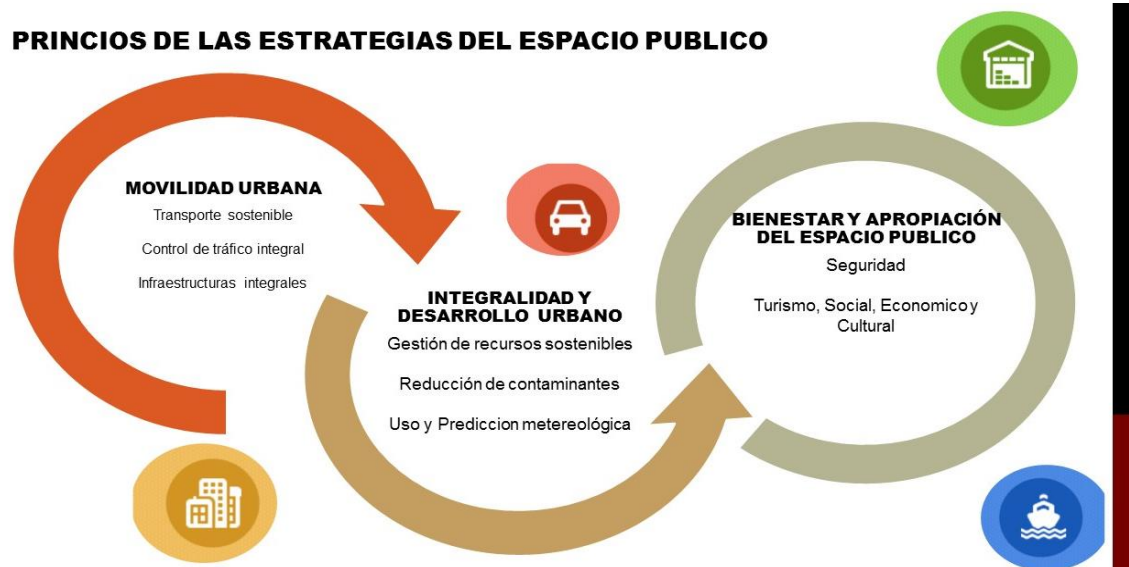 PRINCIOS DE LAS ESTRATEGIAS DEL ESPACIO PUBLICO
MOVILIDAD URBANA
Transporte sostenible
Control de tráfico integral
Infraestructuras integrales
INTEGRALIDAD Y
DESARROLLO URBANO
Gestión de recursos sostenibles
Reducción de contaminantes
Uso y Prediccion metereológica
BIENESTAR Y APROPIACIÓN
DEL ESPACIO PUBLICO
Seguridad
Turismo, Social, Economico y
Cultural